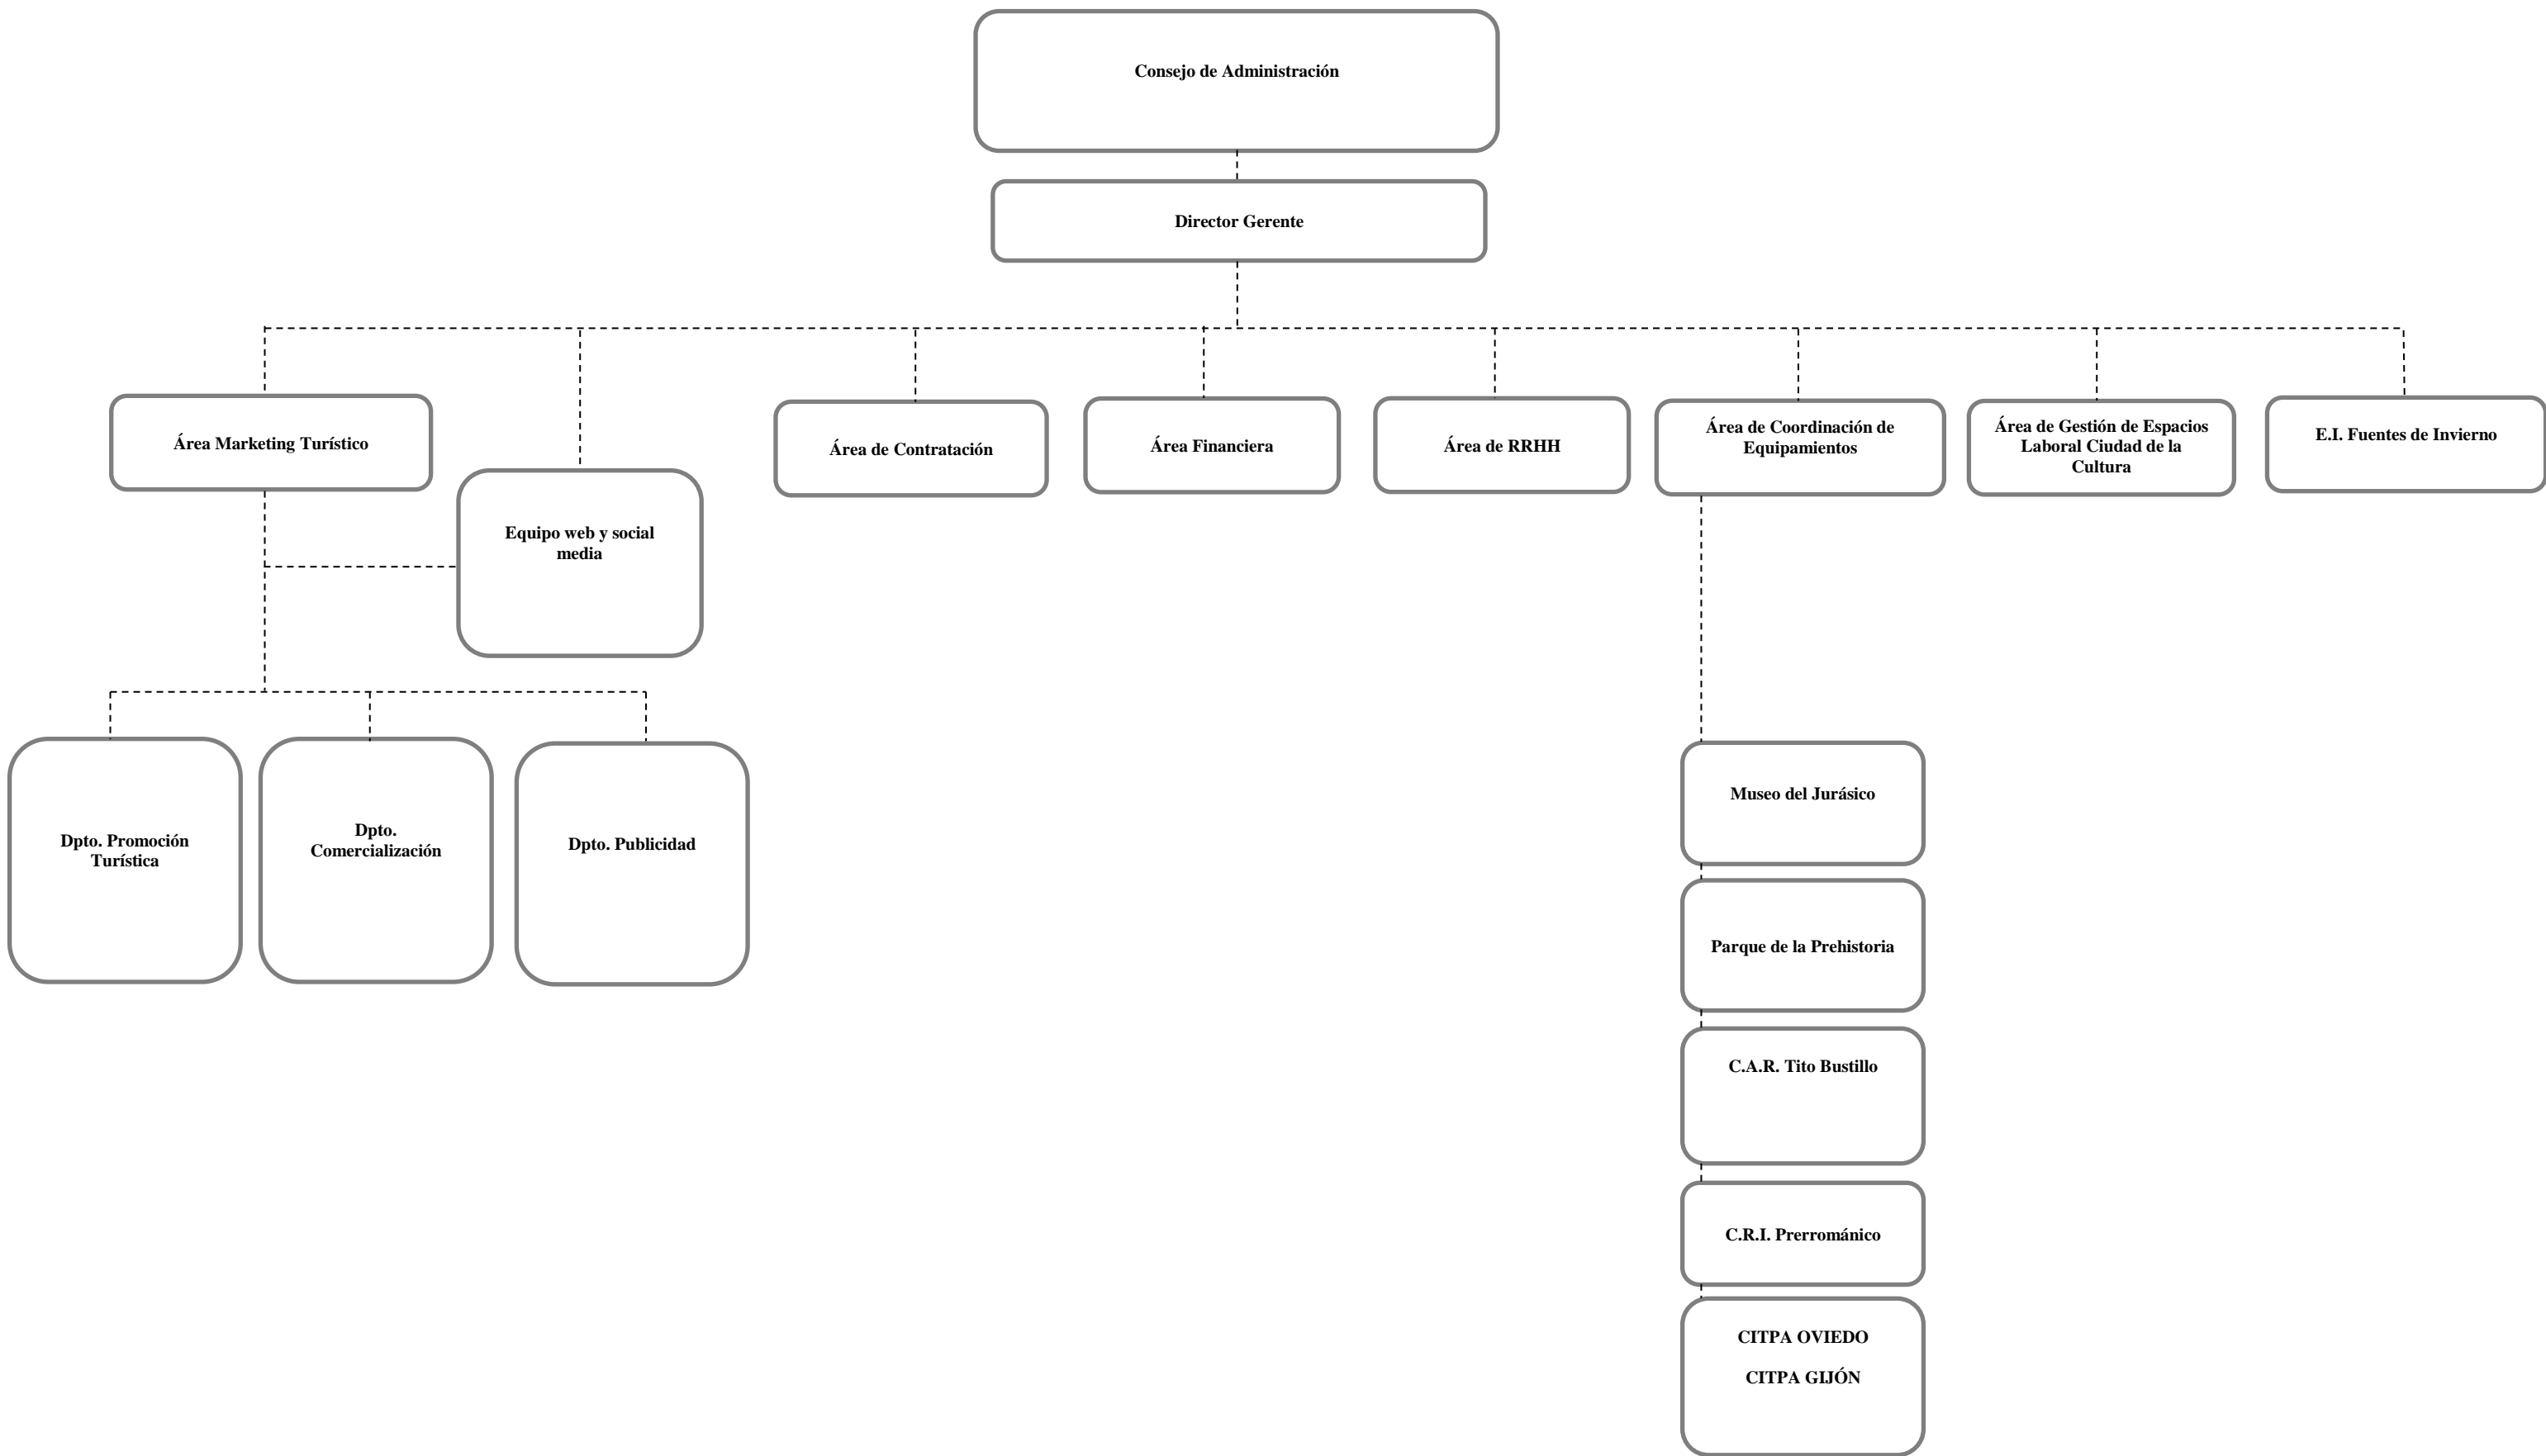 Consejo de Administración
Director Gerente
Área Marketing Turístico
Equipo web y social
media
Área de Contratación
Área Financiera
Área de RRHH
Área de Coordinación de
Equipamientos
Área de Gestión de Espacios
Laboral Ciudad de la
Cultura
E.I. Fuentes de Invierno
Dpto. Promoción
Turística
Dpto.
Comercialización
Dpto. Publicidad
Museo del Jurásico
Parque de la Prehistoria
C.A.R. Tito Bustillo
C.R.I. Prerrománico
CITPA OVIEDO
CITPA GIJÓN